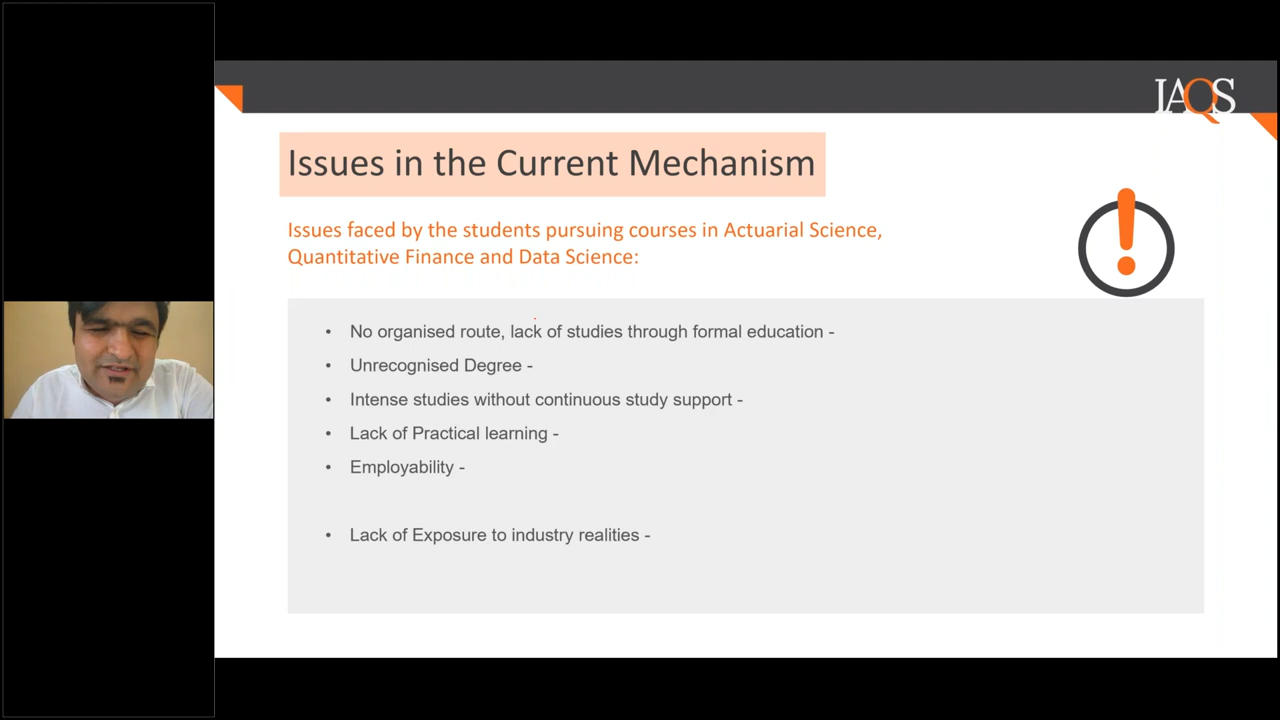 IAQS
Issues in the Current Mechanism
Issues faced by the students pursuing courses in Actuarial Science,
Quantitative Finance and Data Science:
• No organised route, lack of studies through formal education -
• Unrecognised Degree -
• Intense studies without continuous study support -
• Lack of Practical learning -
• Employability -
• Lack of Exposure to industry realities -